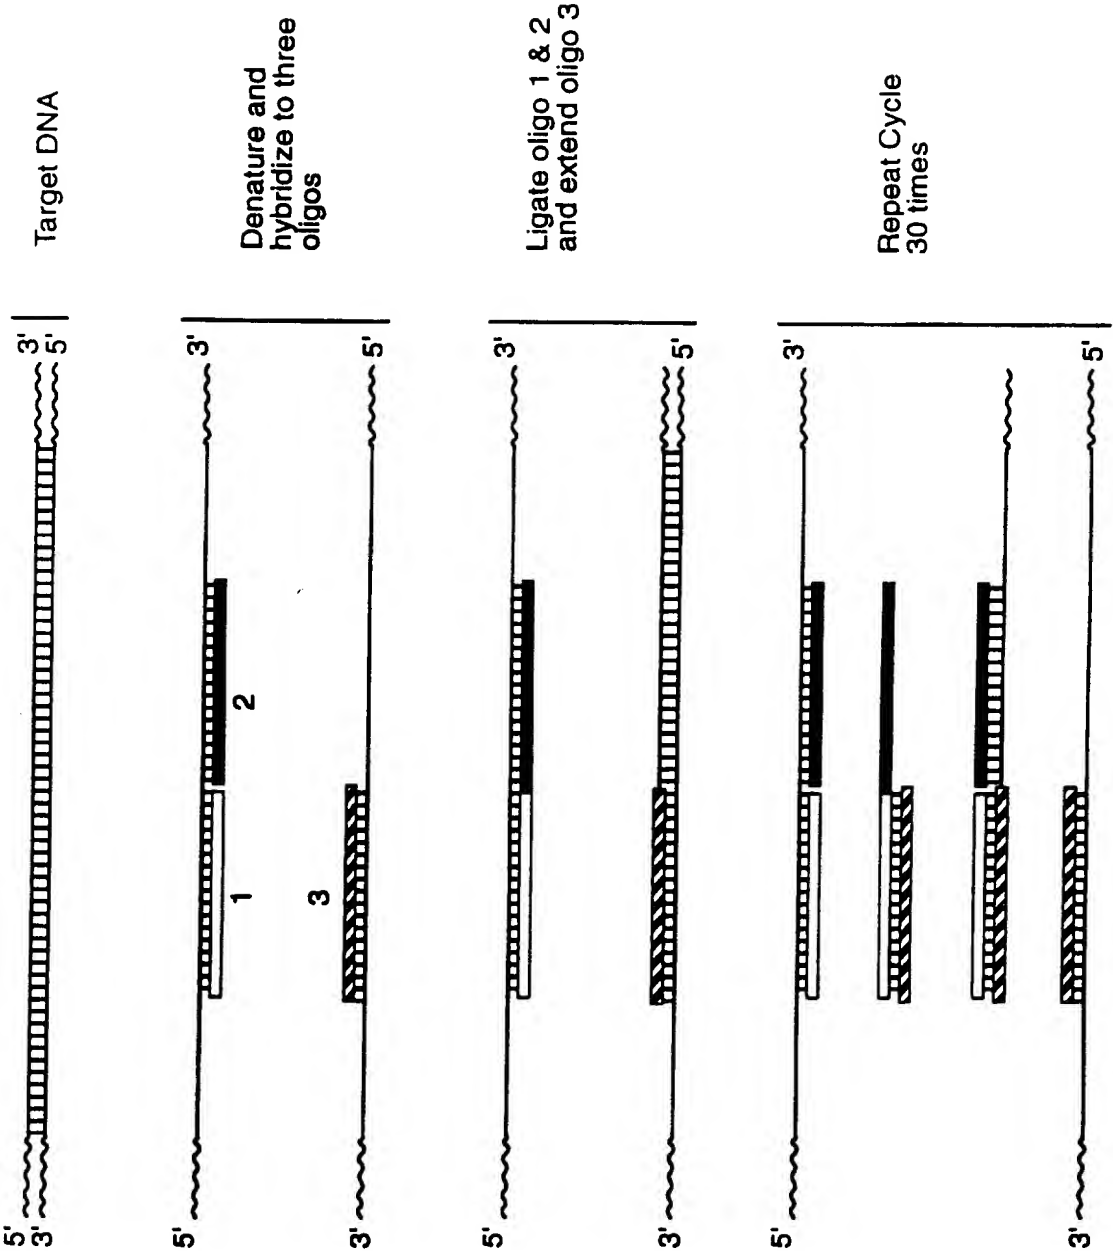 5' 3'
3' 5'
Target DNA
5' 3'
1 2
3
3' 5'
Denature and
hybridize to three
oligos
5' 3'
3' 5'
Ligate oligo 1 & 2
and extend oligo 3
5' 3'
3' 5'
Repeat Cycle
30 times